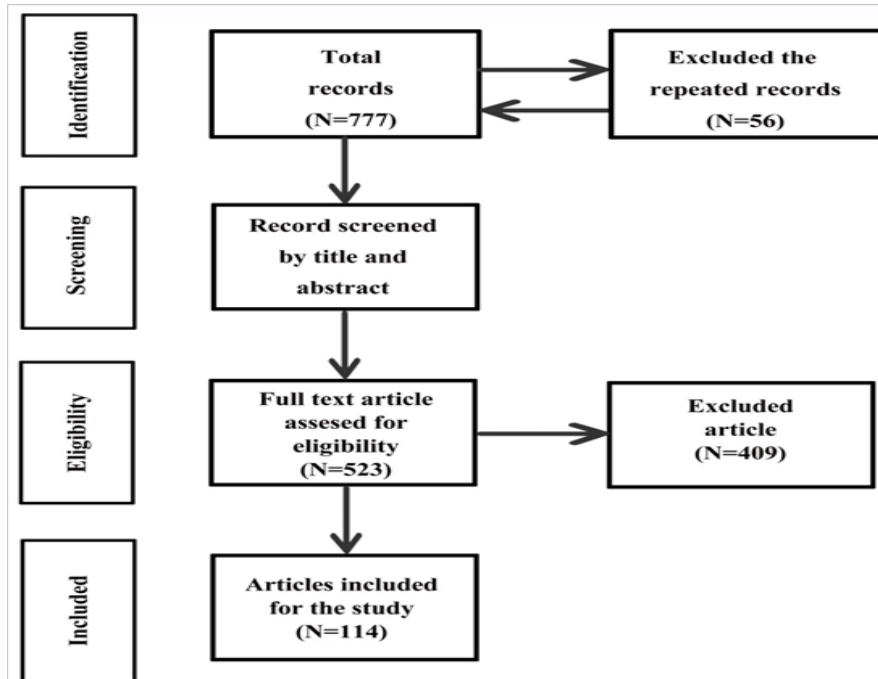 Identification
Total
records
(N=777)
Excluded the
repeated records
(N=56)
Screening
Record screened
by title and
abstract
Eligibility
Full text article
assesed for
eligibility
(N=523)
Excluded
article
(N=409)
Included
Articles included
for the study
(N=114)